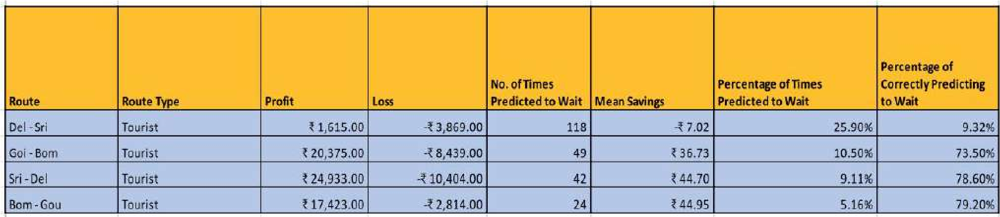 Route Route Type Profit Loss No. of Times Predicted to Wait Mean Savings Percentage of Times Predicted to Wait Percentage of Correctly Predicting to Wait
Del - Sri Tourist ₹ 1,615.00 -₹ 3,869.00 118 -₹ 7.02 25.90% 9.32%
Goi - Bom Tourist ₹ 20,375.00 -₹ 8,439.00 49 ₹ 36.73 10.50% 73.50%
Sri - Del Tourist ₹ 24,933.00 -₹ 10,404.00 42 ₹ 44.70 9.11% 78.60%
Bom - Gou Tourist ₹ 17,423.00 -₹ 2,814.00 24 ₹ 44.95 5.16% 79.20%